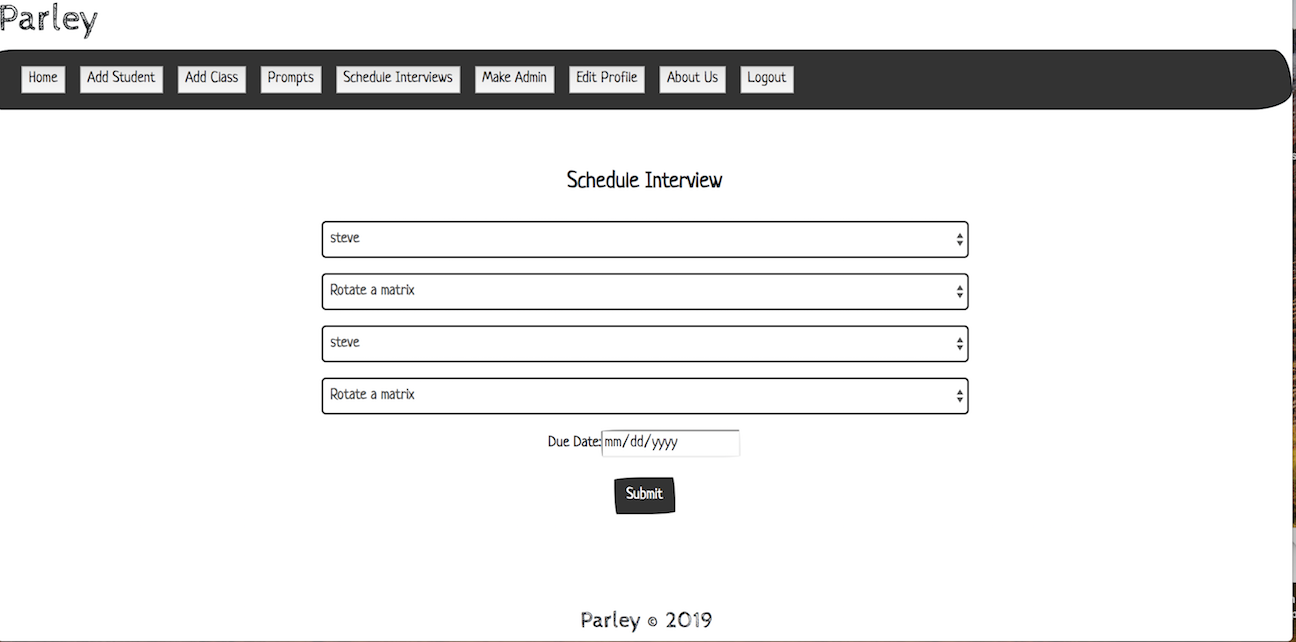 Parley
Home Add Student Add Class Prompts Schedule Interviews Make Admin Edit Profile About Us Logout
Schedule Interview
steve
Rotate a matrix
steve
Rotate a matrix
Due Date: mm/dd/yyyy
Submit
Parley © 2019